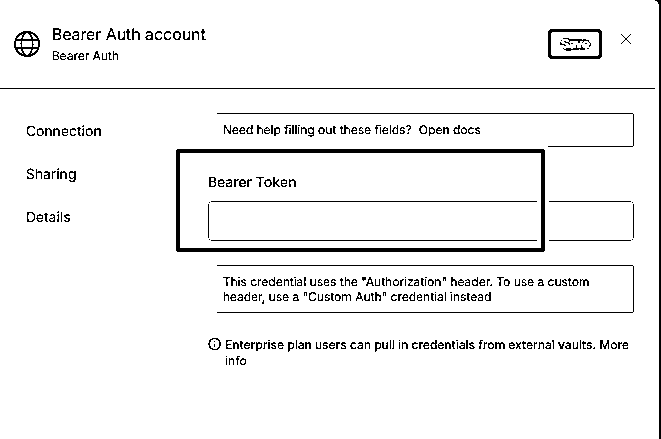 Bearer Auth account
Bearer Auth
Save
Connection
Sharing
Details
Need help filling out these fields? Open docs
Bearer Token
This credential uses the "Authorization" header. To use a custom
header, use a "Custom Auth" credential instead
Enterprise plan users can pull in credentials from external vaults. More
info